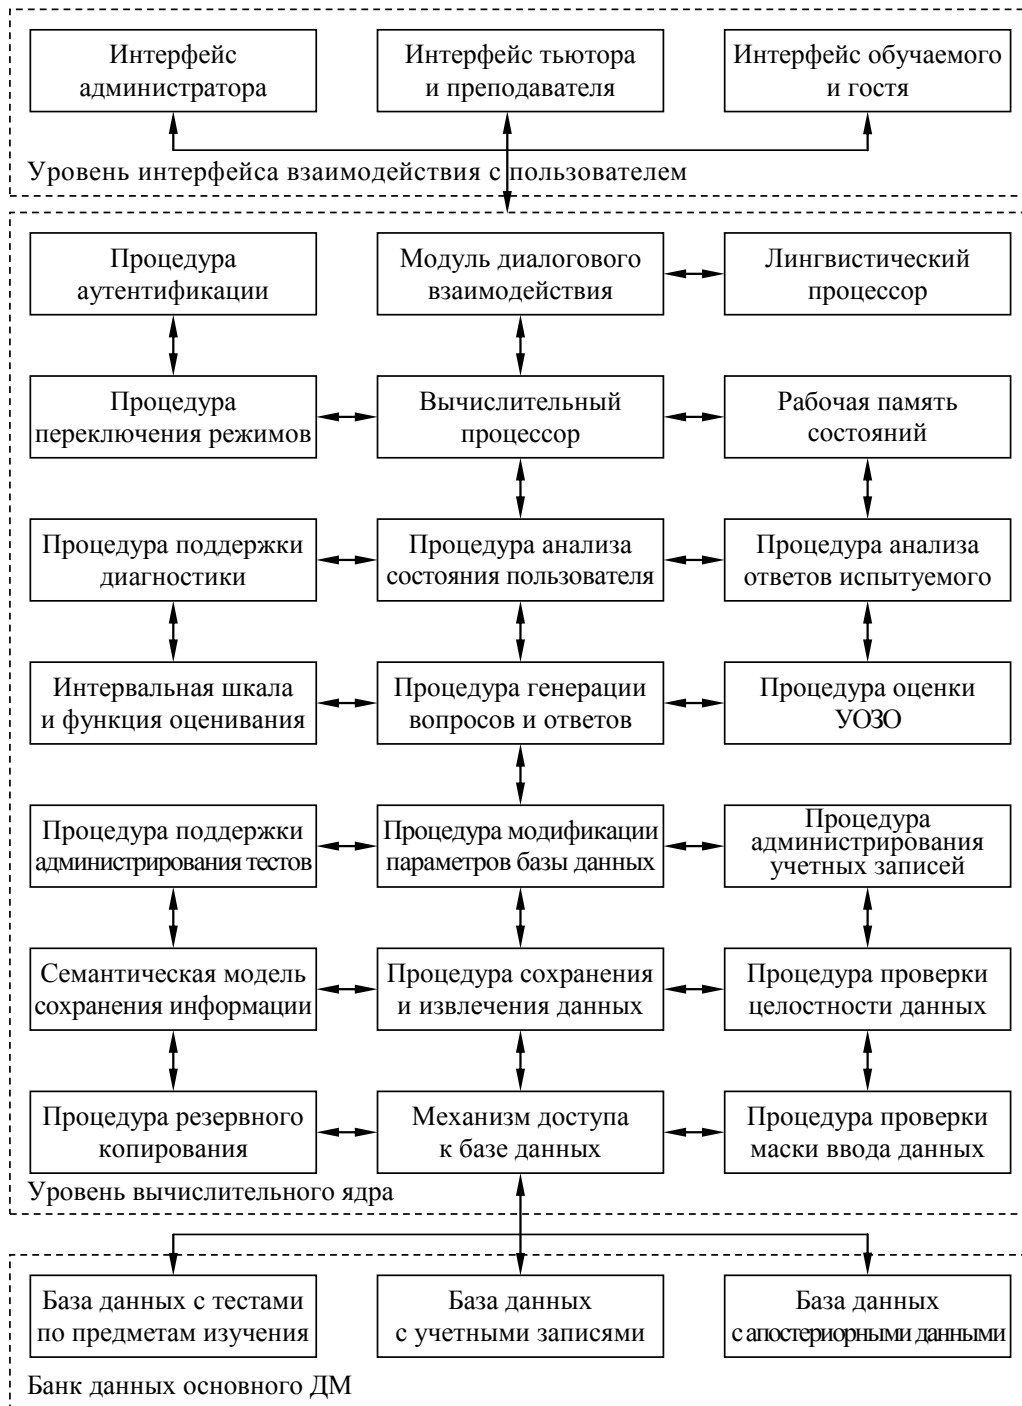 Интерфейс
администратора
Интерфейс тьютора
и преподавателя
Интерфейс обучаемого
и гостя
Уровень интерфейса взаимодействия с пользователем
Процедура
аутентификации
Модуль диалогового
взаимодействия
Лингвистический
процессор
Процедура
переключения режимов
Вычислительный
процессор
Рабочая память
состояний
Процедура поддержки
диагностики
Процедура анализа
состояния пользователя
Процедура анализа
ответов испытуемого
Интервальная шкала
и функция оценивания
Процедура генерации
вопросов и ответов
Процедура оценки
УОЗО
Процедура поддержки
администрирования тестов
Процедура модификации
параметров базы данных
Процедура
администрирования
учетных записей
Семантическая модель
сохранения информации
Процедура сохранения
и извлечения данных
Процедура проверки
целостности данных
Процедура резервного
копирования
Механизм доступа
к базе данных
Процедура проверки
маски ввода данных
Уровень вычислительного ядра
База данных с тестами
по предметам изучения
База данных
с учетными записями
База данных
с апостериорными данными
Банк данных основного ДМ